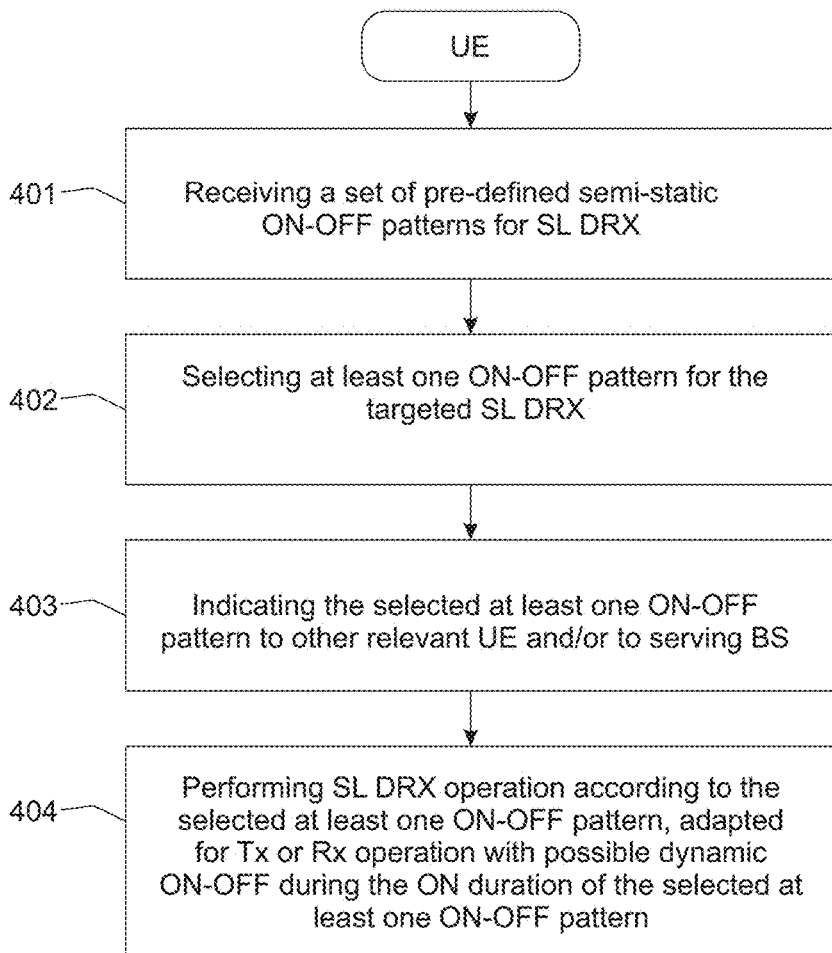 UE
401
Receiving a set of pre-defined semi-static
ON-OFF patterns for SL DRX
402
Selecting at least one ON-OFF pattern for the
targeted SL DRX
403
Indicating the selected at least one ON-OFF
pattern to other relevant UE and/or to serving BS
404
Performing SL DRX operation according to the
selected at least one ON-OFF pattern, adapted
for Tx or Rx operation with possible dynamic
ON-OFF during the ON duration of the selected at
least one ON-OFF pattern